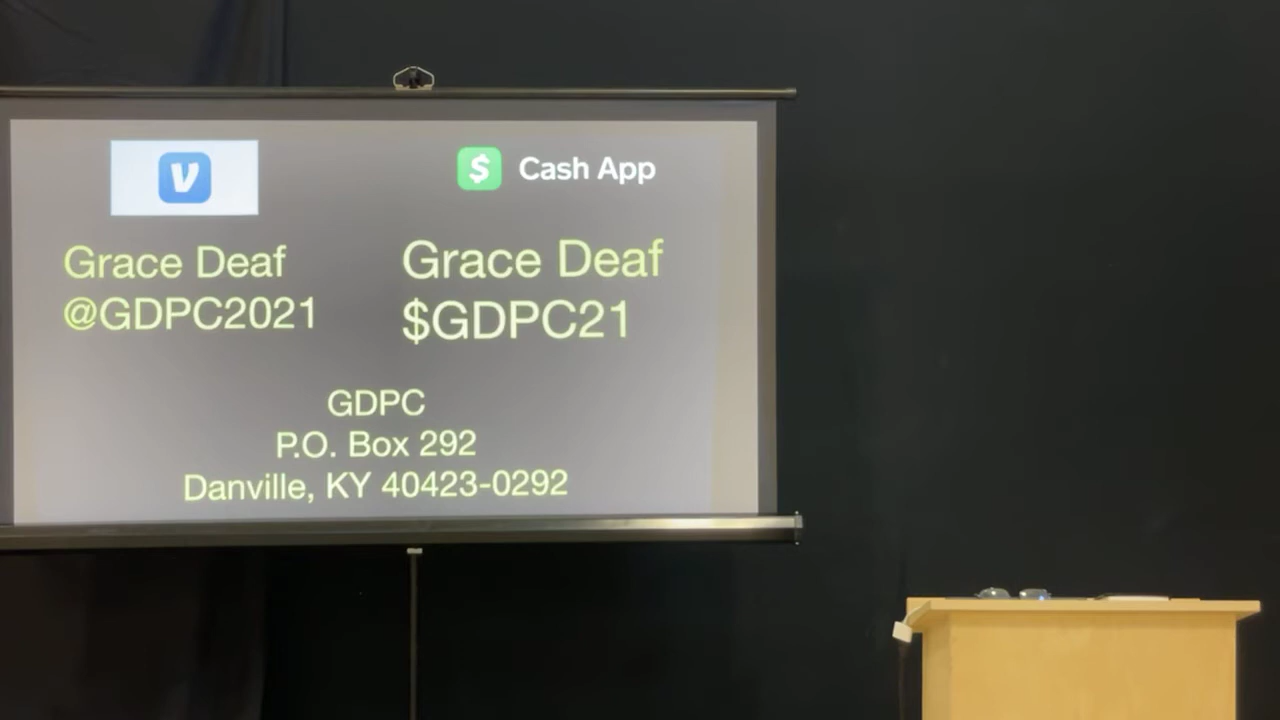 V
Cash App
Grace Deaf
@GDPC2021
Grace Deaf
$GDPC21
GDPC
P.O. Box 292
Danville, KY 40423-0292